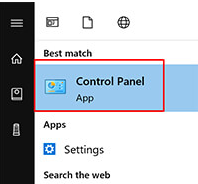 Best match
Control Panel
App
Apps
Settings
Search the web